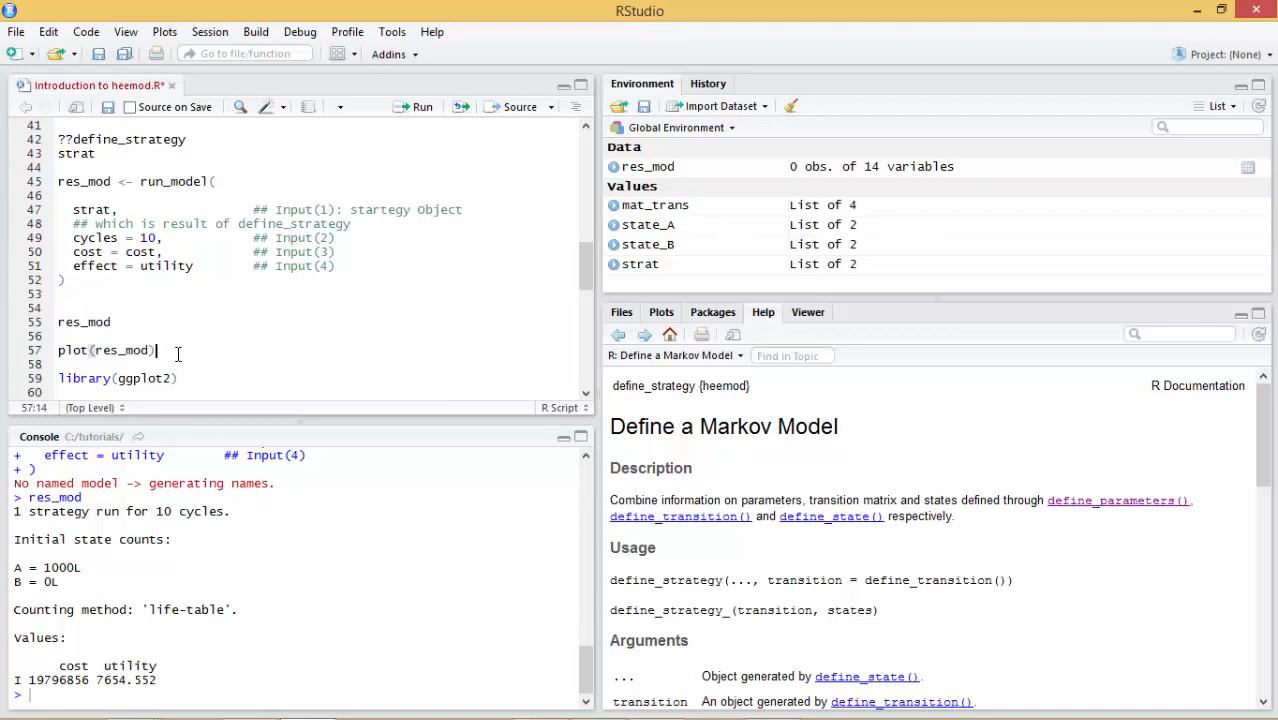 RStudio
File Edit Code View Plots Session Build Debug Profile Tools Help
Go to file/function Addins Project: (None)
Introduction to heemod.R*
Source on Save Run Source
41
42 ??define_strategy
43 strat
44
45 res_mod <- run_model(
46
47 strat, ## Input(1): startegy Object
48 ## which is result of define_strategy
49 cycles = 10, ## Input(2)
50 cost = cost, ## Input(3)
51 effect = utility ## Input(4)
52 )
53
54
55 res_mod
56
57 plot(res_mod)
58
59 library(ggplot2)
60
57:14 (Top Level) R Script
Console C:/tutorials/
+ effect = utility ## Input(4)
+ )
No named model -> generating names.
> res_mod
1 strategy run for 10 cycles.
Initial state counts:
A = 1000L
B = 0L
Counting method: 'life-table'.
Values:
cost utility
I 19796856 7654.552
>
Environment History
Import Dataset List
Global Environment
Data
res_mod 0 obs. of 14 variables
Values
mat_trans List of 4
state_A List of 2
state_B List of 2
strat List of 2
Files Plots Packages Help Viewer
R: Define a Markov Model Find in Topic
define_strategy {heemod} R Documentation
Define a Markov Model
Description
Combine information on parameters, transition matrix and states defined through define_parameters(),
define_transition() and define_state() respectively.
Usage
define_strategy(..., transition = define_transition())
define_strategy_(transition, states)
Arguments
... Object generated by define_state().
transition An object generated by define_transition().